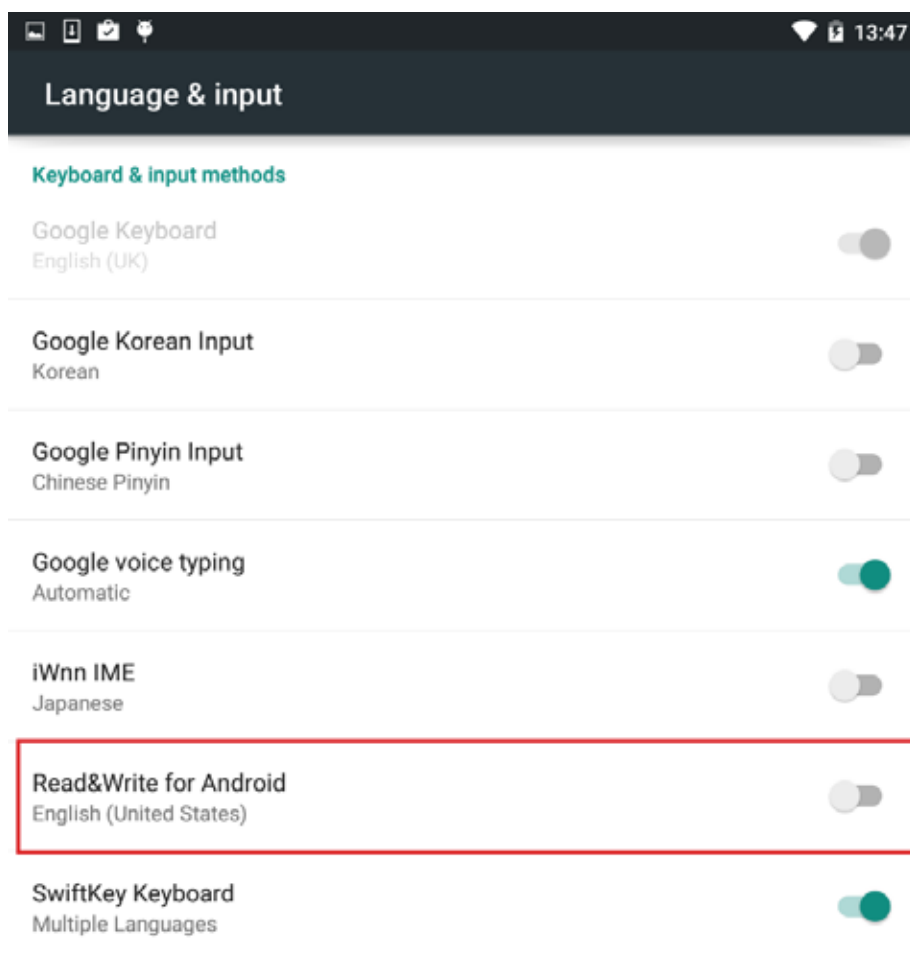 13:47
Language & input
Keyboard & input methods
Google Keyboard
English (UK)
Google Korean Input
Korean
Google Pinyin Input
Chinese Pinyin
Google voice typing
Automatic
iWnn IME
Japanese
Read&Write for Android
English (United States)
SwiftKey Keyboard
Multiple Languages